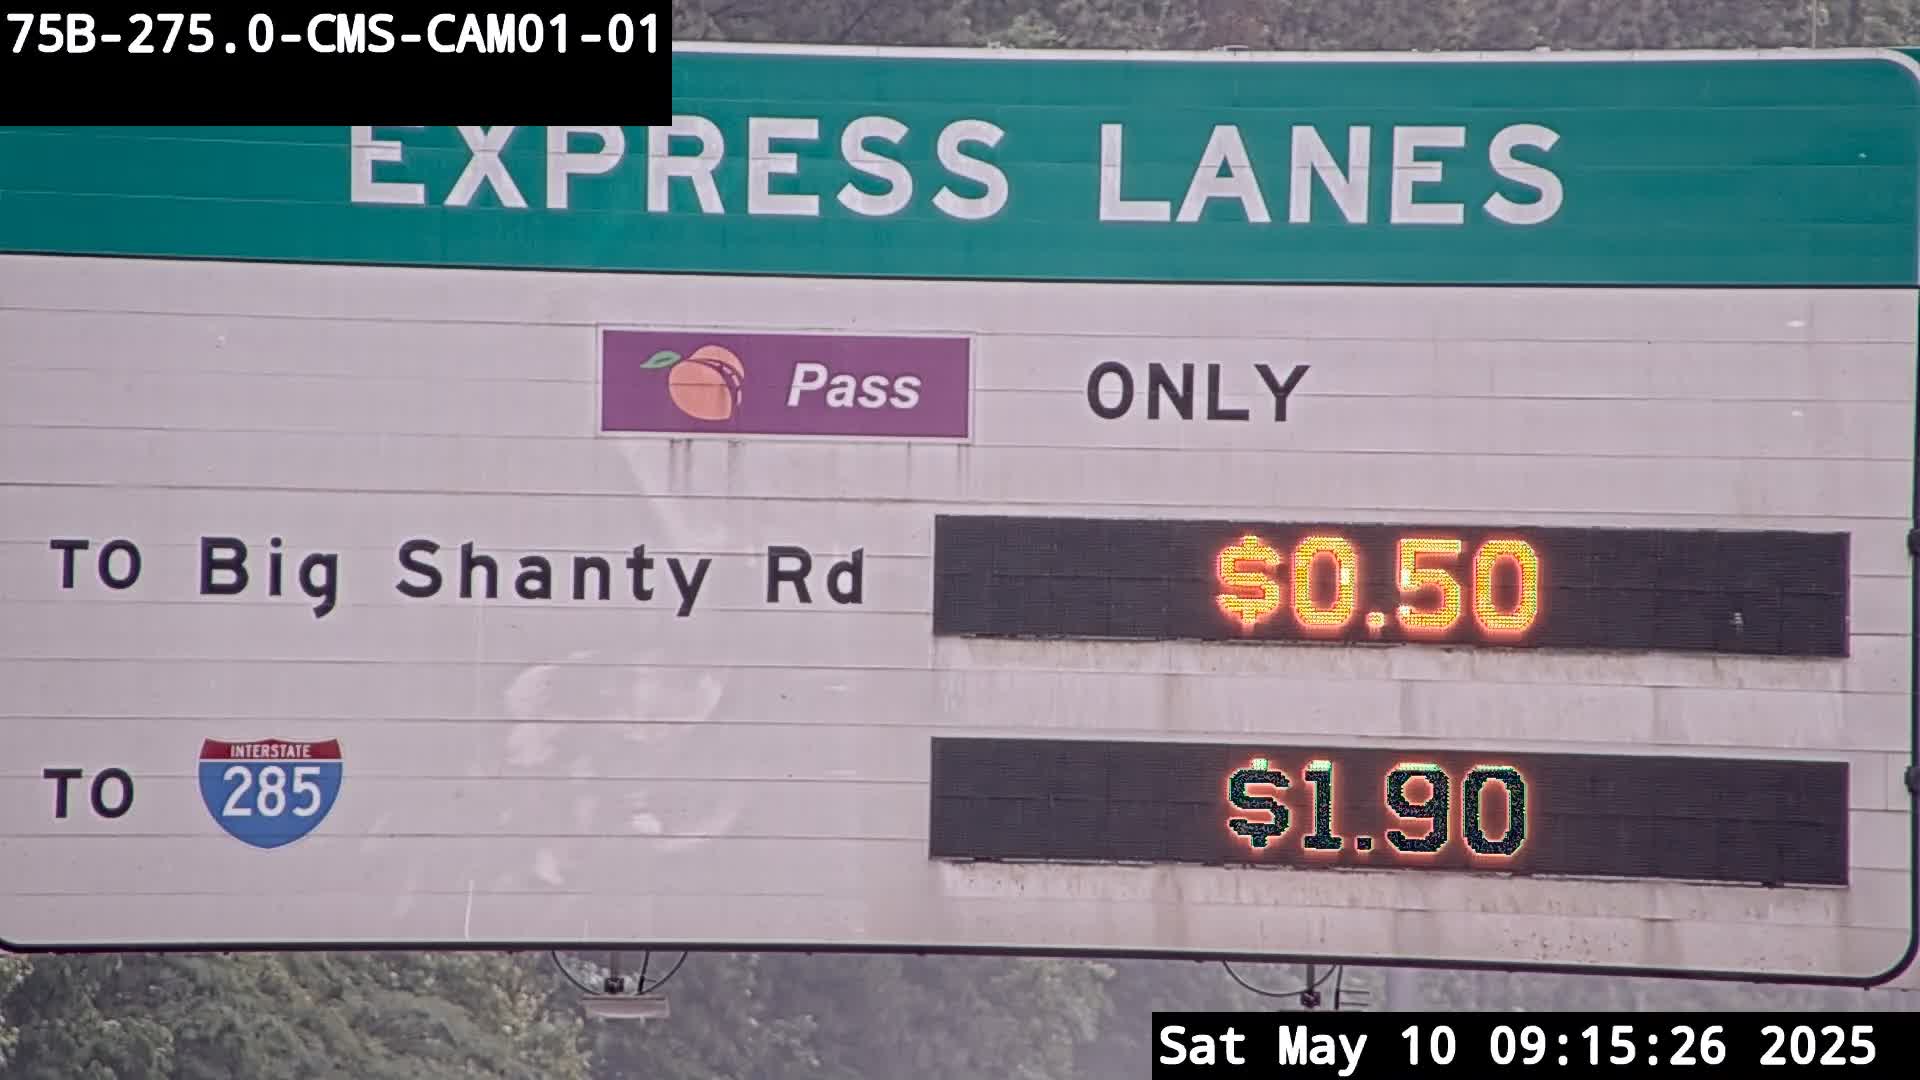 75B-275.0-CMS-CAM01-01
EXPRESS LANES
Pass ONLY
TO Big Shanty Rd $0.50
TO INTERSTATE 285 $1.90
Sat May 10 09:15:26 2025